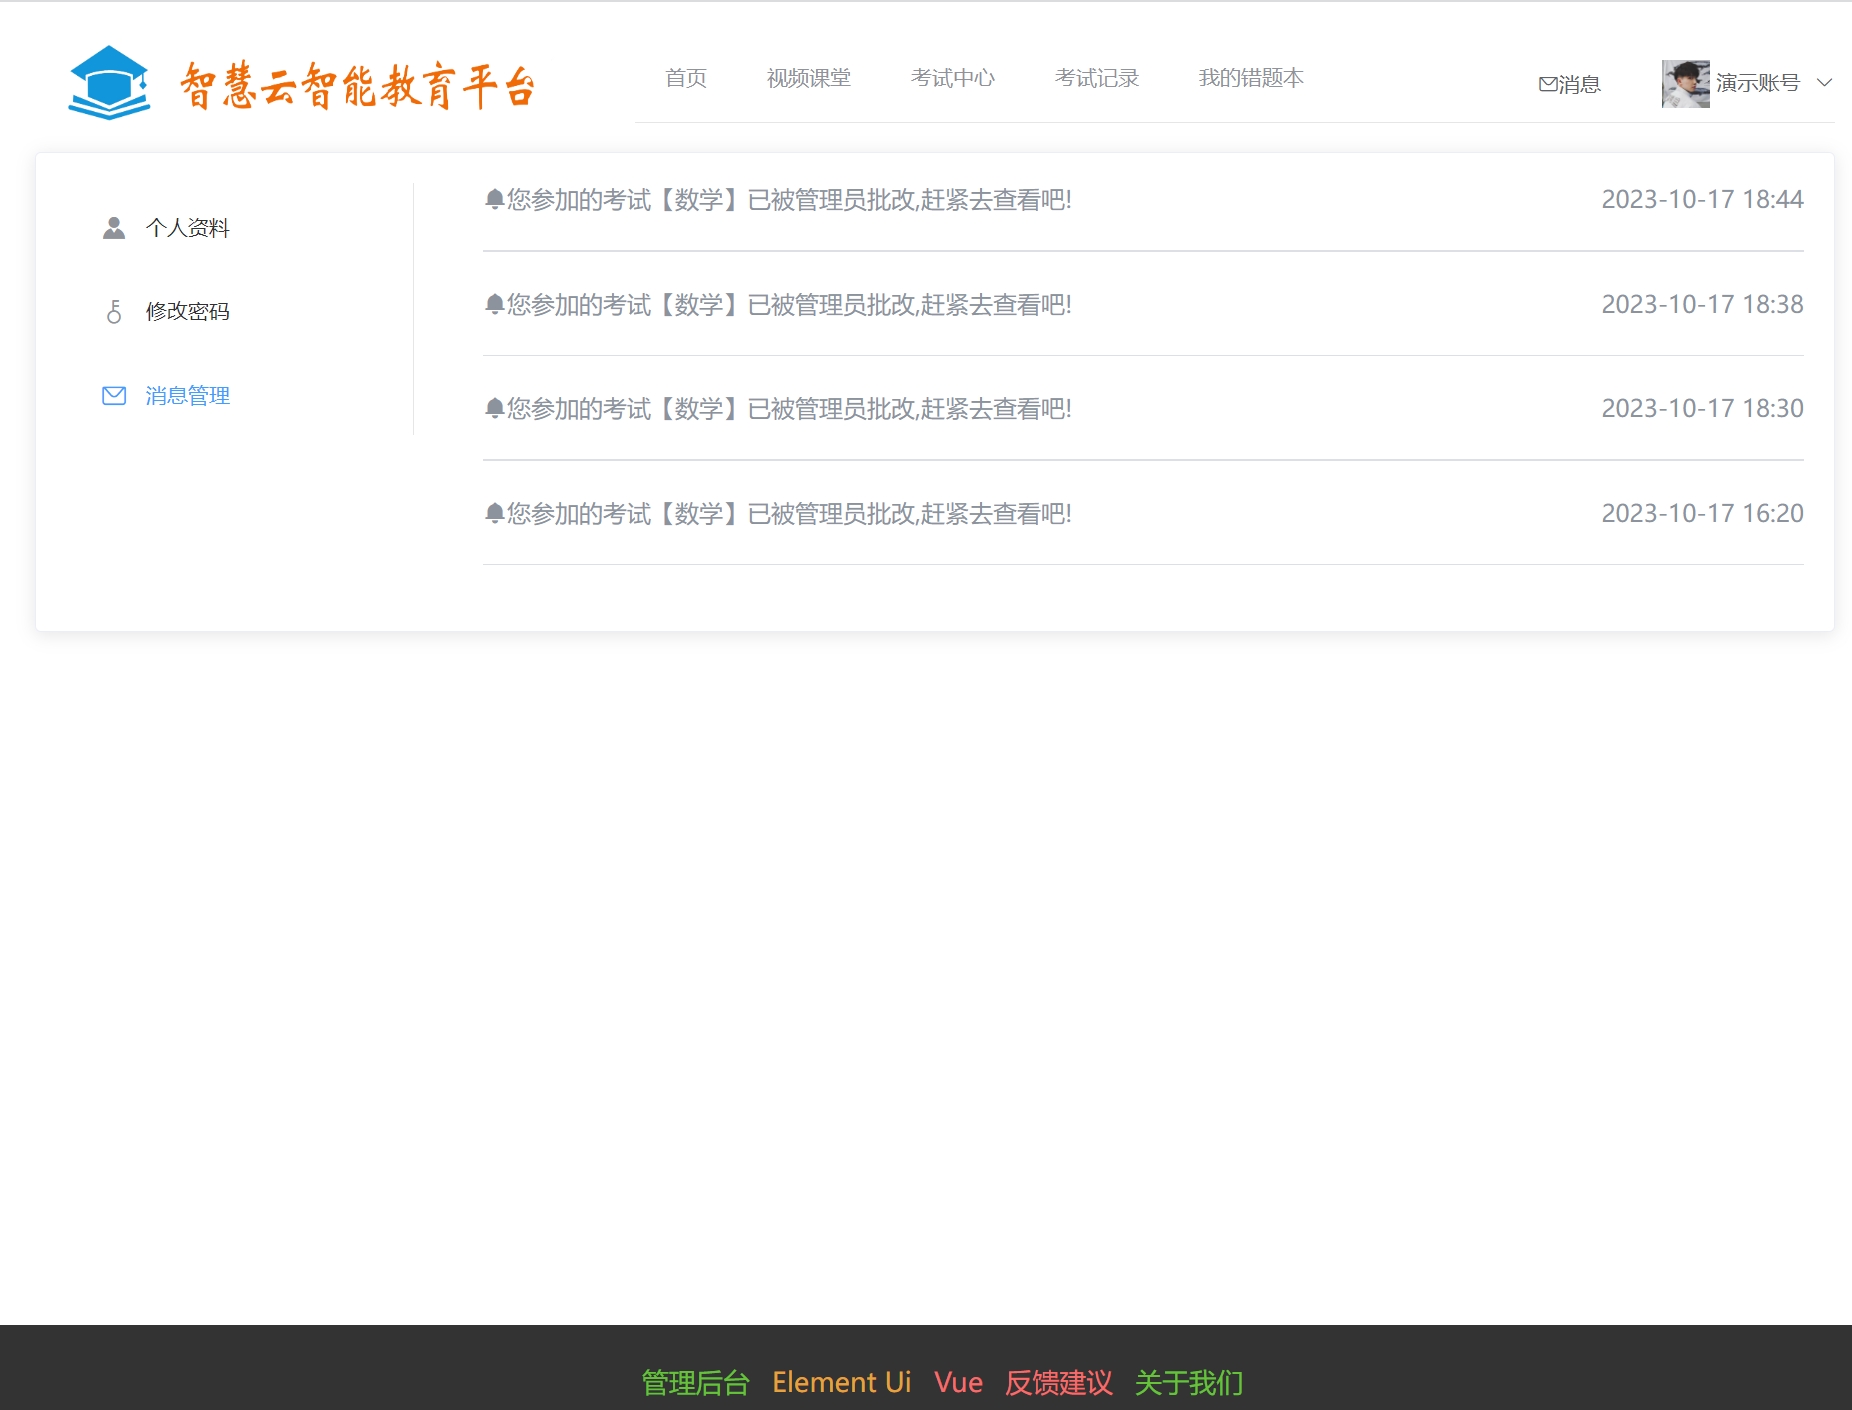 智慧云智能教育平台
首页 视频课堂 考试中心 考试记录 我的错题本 消息 演示账号
个人资料
修改密码
消息管理
您参加的考试【数学】已被管理员批改,赶紧去查看吧! 2023-10-17 18:44
您参加的考试【数学】已被管理员批改,赶紧去查看吧! 2023-10-17 18:38
您参加的考试【数学】已被管理员批改,赶紧去查看吧! 2023-10-17 18:30
您参加的考试【数学】已被管理员批改,赶紧去查看吧! 2023-10-17 16:20
管理后台 Element Ui Vue 反馈建议 关于我们